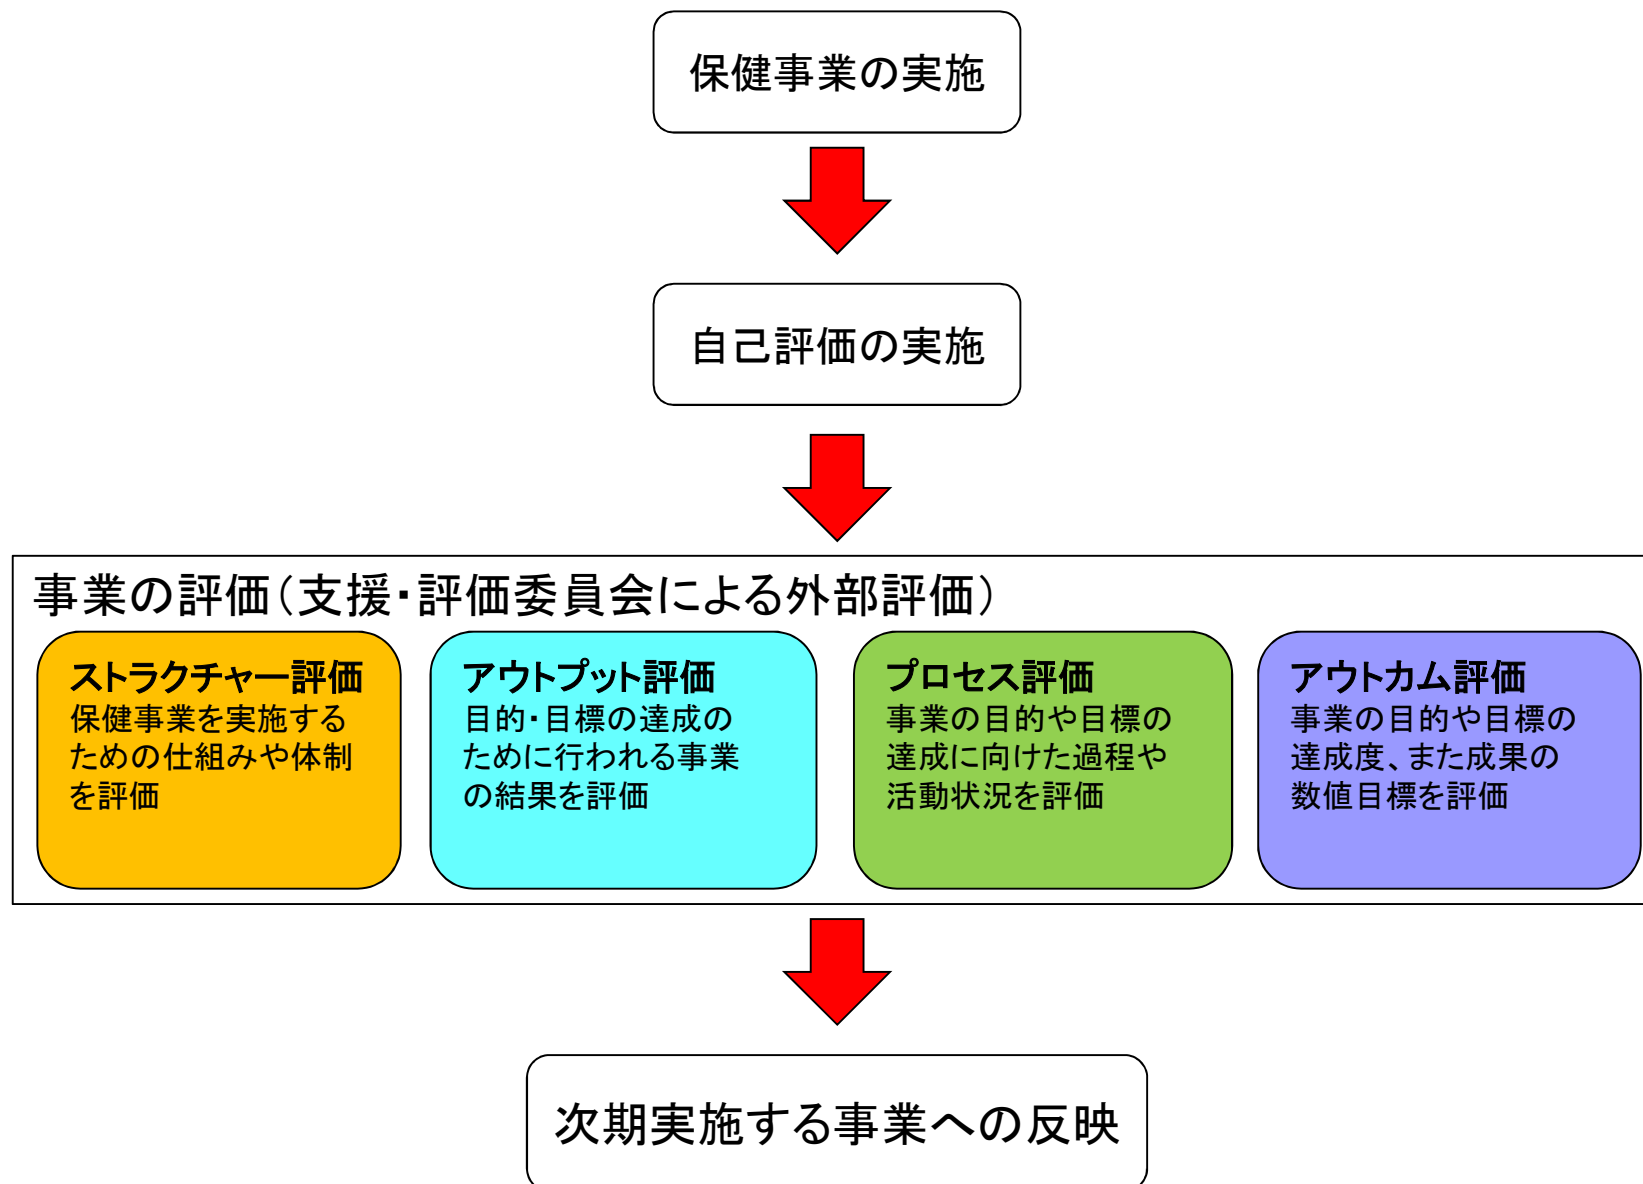 保健事業の実施
自己評価の実施
事業の評価(支援・評価委員会による外部評価)
ストラクチャー評価
保健事業を実施する
ための仕組みや体制
を評価
アウトプット評価
目的・目標の達成の
ために行われる事業
の結果を評価
プロセス評価
事業の目的や目標の
達成に向けた過程や
活動状況を評価
アウトカム評価
事業の目的や目標の
達成度、また成果の
数値目標を評価
次期実施する事業への反映